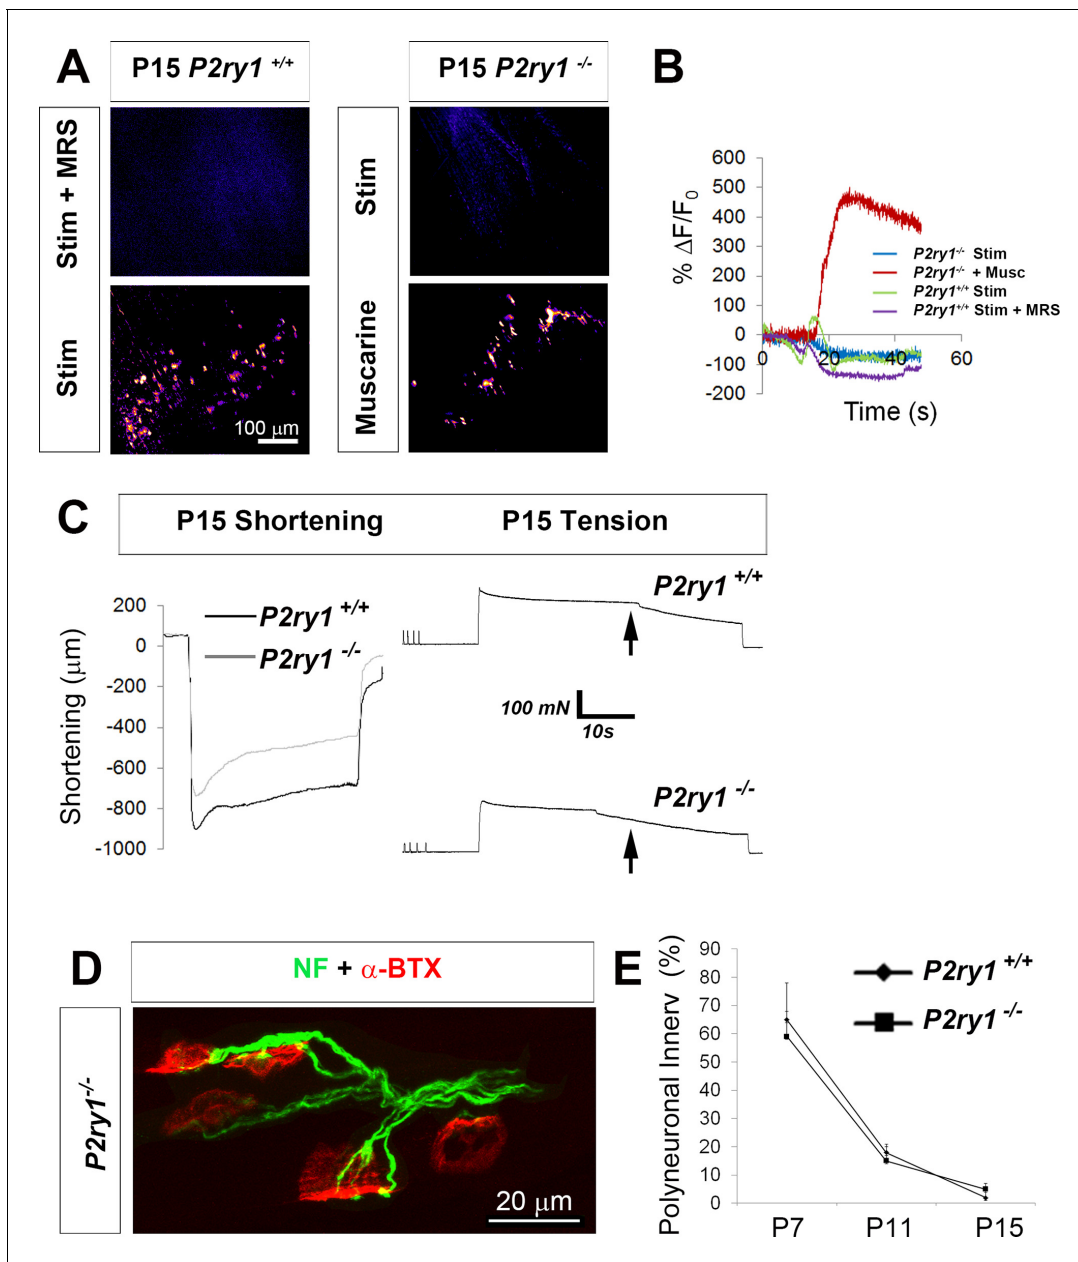 A
P15 P2ry1 +/+
P15 P2ry1 -/-
Stim + MRS
Stim
Stim
Muscarine
100 μm
B
600
500
400
300
200
100
0
-100
-200
% ΔF/F0
0
20
40
60
Time (s)
P2ry1-/- Stim
P2ry1-/- + Musc
P2ry1+/+ Stim
P2ry1+/+ Stim + MRS
C
P15 Shortening
P15 Tension
200
0
-200
-400
-600
-800
-1000
Shortening (μm)
P2ry1 +/+
P2ry1 -/-
P2ry1 +/+
100 mN
10s
P2ry1 -/-
D
NF + α-BTX
P2ry1-/-
20 μm
E
Polyneuronal Innerv (%)
90
80
70
60
50
40
30
20
10
0
P7
P11
P15
P2ry1 +/+
P2ry1 -/-